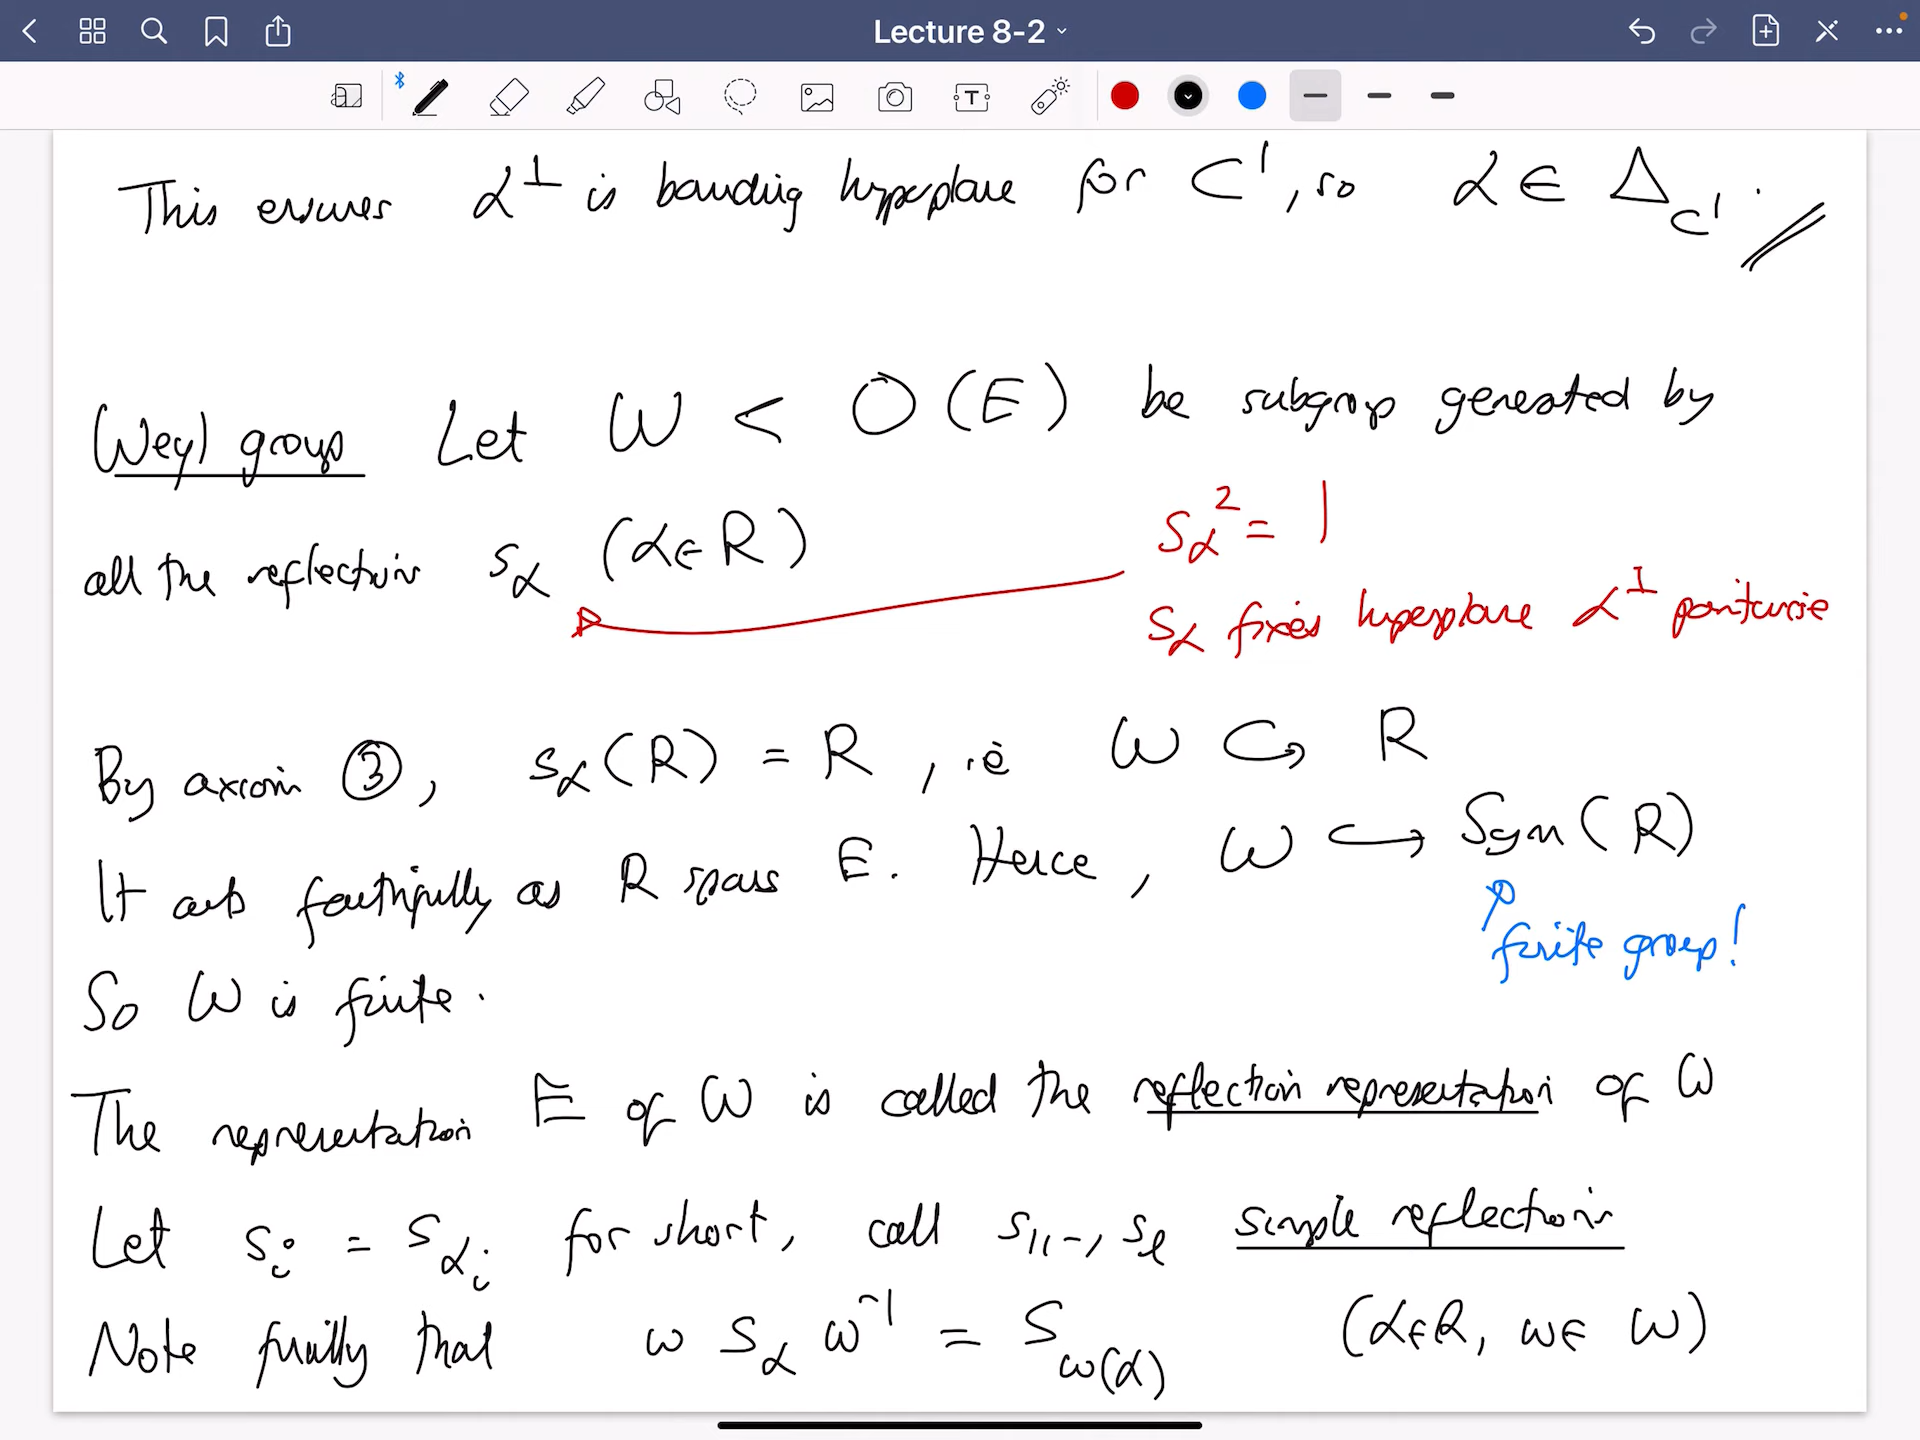 Lecture 8-2
This ensures α^⊥ is bounding hyperplane for C', so α ∈ Δ_C'. //
Weyl group Let W < O(E) be subgroup generated by
all the reflections s_α (α∈R)
s_α² = 1
s_α fixes hyperplane α^⊥ pointwise
By axiom ③, s_α(R) = R, ie W ↻ R
It acts faithfully as R spans E. Hence, W ↪ Sym(R)
finite group!
So W is finite.
The representation E of W is called the reflection representation of W
Let s_i = s_α_i for short, call s_1, -, s_ℓ simple reflections
Note finally that w s_α w^-1 = s_w(α) (α∈R, w∈W)